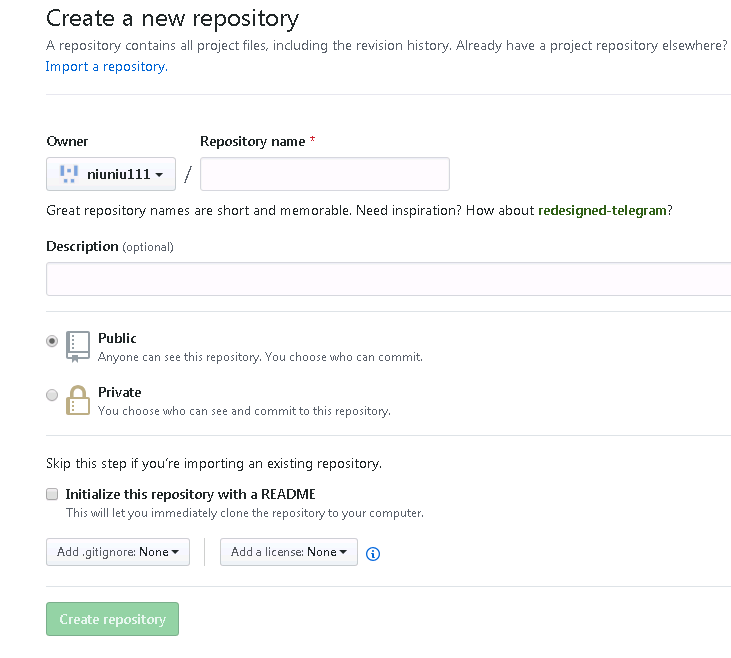 Create a new repository
A repository contains all project files, including the revision history. Already have a project repository elsewhere?
Import a repository.
Owner Repository name *
niuniu111 /
Great repository names are short and memorable. Need inspiration? How about redesigned-telegram?
Description (optional)
Public
Anyone can see this repository. You choose who can commit.
Private
You choose who can see and commit to this repository.
Skip this step if you’re importing an existing repository.
Initialize this repository with a README
This will let you immediately clone the repository to your computer.
Add .gitignore: None Add a license: None
Create repository